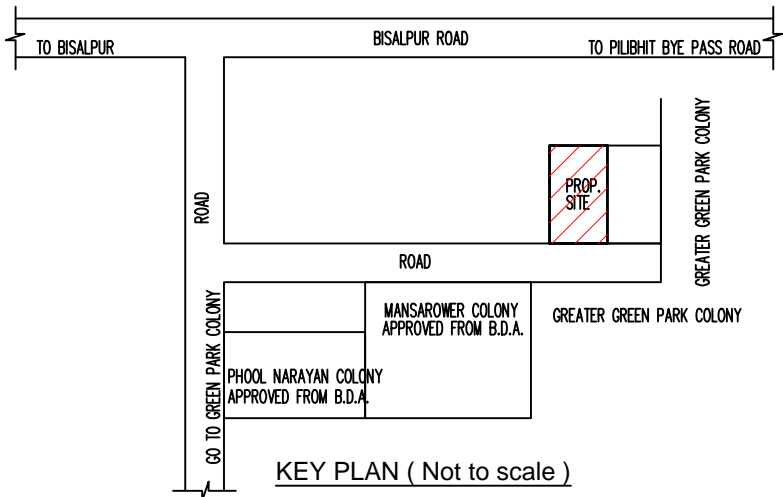 BISALPUR ROAD
TO BISALPUR
TO PILIBHIT BYE PASS ROAD
GREATER GREEN PARK COLONY
PROP.
SITE
ROAD
ROAD
MANSAROWER COLONY
APPROVED FROM B.D.A.
GREATER GREEN PARK COLONY
GO TO GREEN PARK COLONY
PHOOL NARAYAN COLONY
APPROVED FROM B.D.A.
KEY PLAN ( Not to scale )